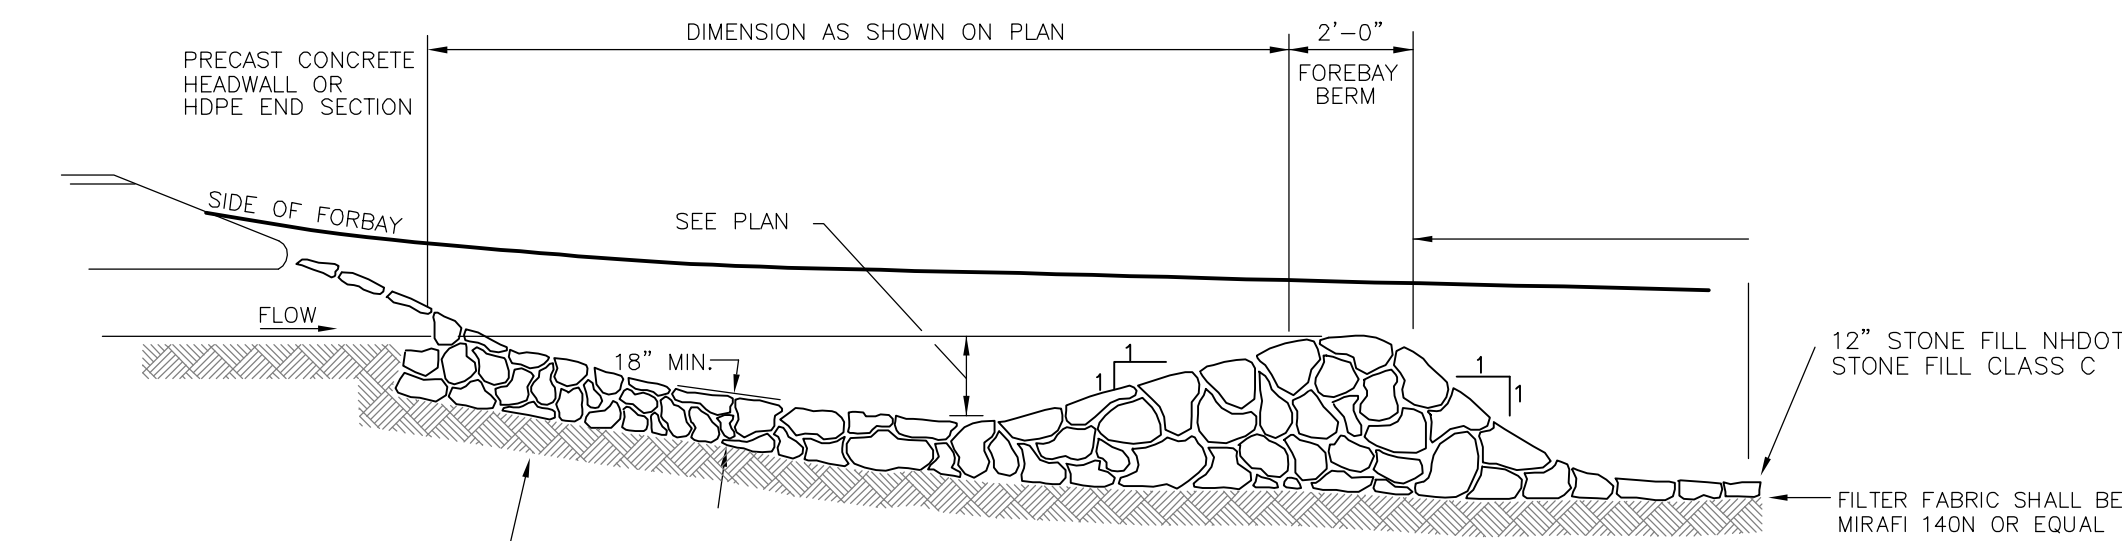 DIMENSION AS SHOWN ON PLAN
2'-0"
PRECAST CONCRETE
HEADWALL OR
HDPE END SECTION
FOREBAY
BERM
SIDE OF FORBAY
SEE PLAN
FLOW
18" MIN.
1
1
1
1
12" STONE FILL NHDOT
STONE FILL CLASS C
FILTER FABRIC SHALL BE
MIRAFI 140N OR EQUAL